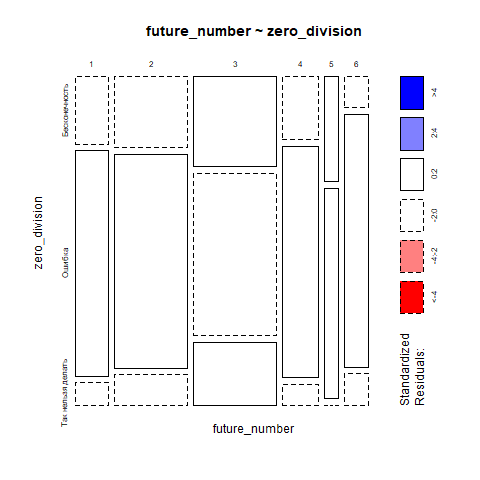 future_number ~ zero_division
1 2 3 4 5 6
Бесконечность
Ошибка
Так нельзя делать
zero_division
future_number
>4
2:4
0:2
-2:0
-4:-2
<-4
Standardized
Residuals: